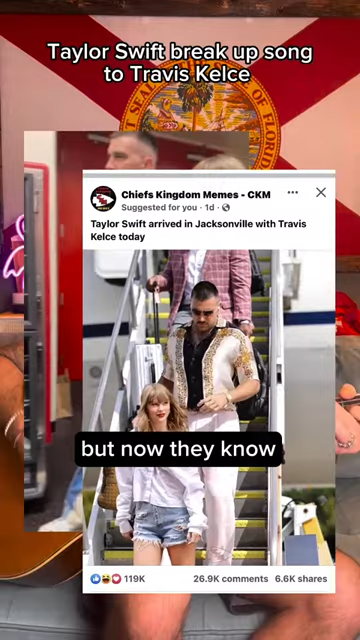 Taylor Swift break up song
to Travis Kelce
Chiefs Kingdom Memes - CKM
Suggested for you · 1d ·
Taylor Swift arrived in Jacksonville with Travis
Kelce today
but now they know
119K
26.9K comments
6.6K shares